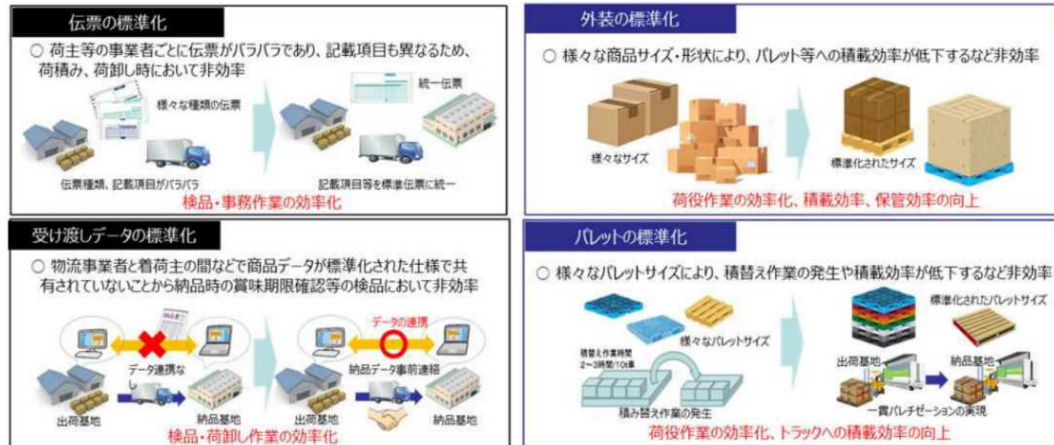 伝票の標準化
○ 荷主等の事業者ごとに伝票がバラバラであり、記載項目も異なるため、
荷積み、荷卸し時において非効率
様々な種類の伝票
統一伝票
伝票種類、記載項目がバラバラ
記載項目等を標準伝票に統一
検品・事務作業の効率化
外装の標準化
○ 様々な商品サイズ・形状により、パレット等への積載効率が低下するなど非効率
様々なサイズ
標準化されたサイズ
荷役作業の効率化、積載効率、保管効率の向上
受け渡しデータの標準化
○ 物流事業者と着荷主の間などで商品データが標準化された仕様で共
有されていないことから納品時の賞味期限確認等の検品において非効率
データの連携
データ連携な
納品データ事前連絡
出荷基地
納品基地
出荷基地
納品基地
検品・荷卸し作業の効率化
パレットの標準化
○ 様々なパレットサイズにより、積替え作業の発生や積載効率が低下するなど非効率
標準化されたパレットサイズ
様々なパレットサイズ
積替え作業時間
2~3時間/10t車
出荷基地
納品基地
積み替え作業の発生
一貫パレチゼーションの実現
荷役作業の効率化、トラックへの積載効率の向上